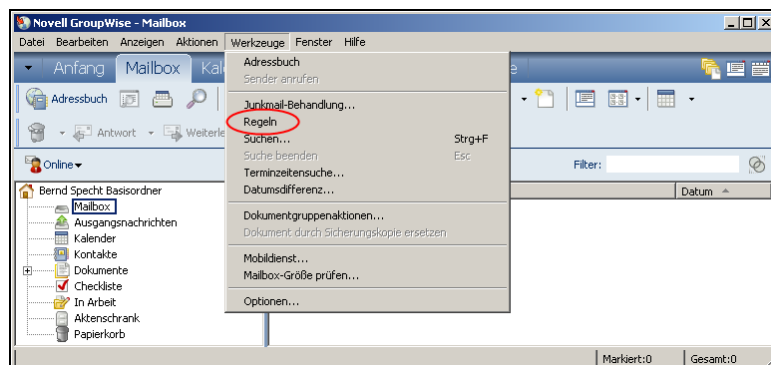 Novell GroupWise - Mailbox
Datei Bearbeiten Anzeigen Aktionen Werkzeuge Fenster Hilfe
Anfang Mailbox Kal e
Adressbuch
Antwort Weiterle
Adressbuch
Sender anrufen
Junkmail-Behandlung...
Regeln
Suchen... Strg+F
Suche beenden Esc
Terminzeitensuche...
Datumsdifferenz...
Dokumentgruppenaktionen...
Dokument durch Sicherungskopie ersetzen
Mobildienst...
Mailbox-Größe prüfen...
Optionen...
Online Filter:
Bernd Specht Basisordner Datum
Mailbox
Ausgangsnachrichten
Kalender
Kontakte
Dokumente
Checkliste
In Arbeit
Aktenschrank
Papierkorb
Markiert:0 Gesamt:0